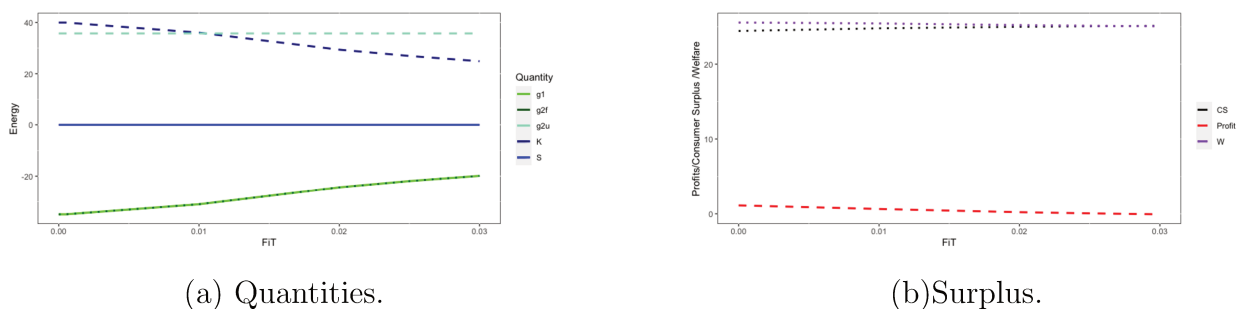 40
20
0
-20
Energy
0.00
0.01
0.02
0.03
FiT
Quantity
g1
g2f
g2u
K
S
(a) Quantities.
20
10
0
Profits/Consumer Surplus /Welfare
0.00
0.01
0.02
0.03
FiT
CS
Profit
W
(b)Surplus.